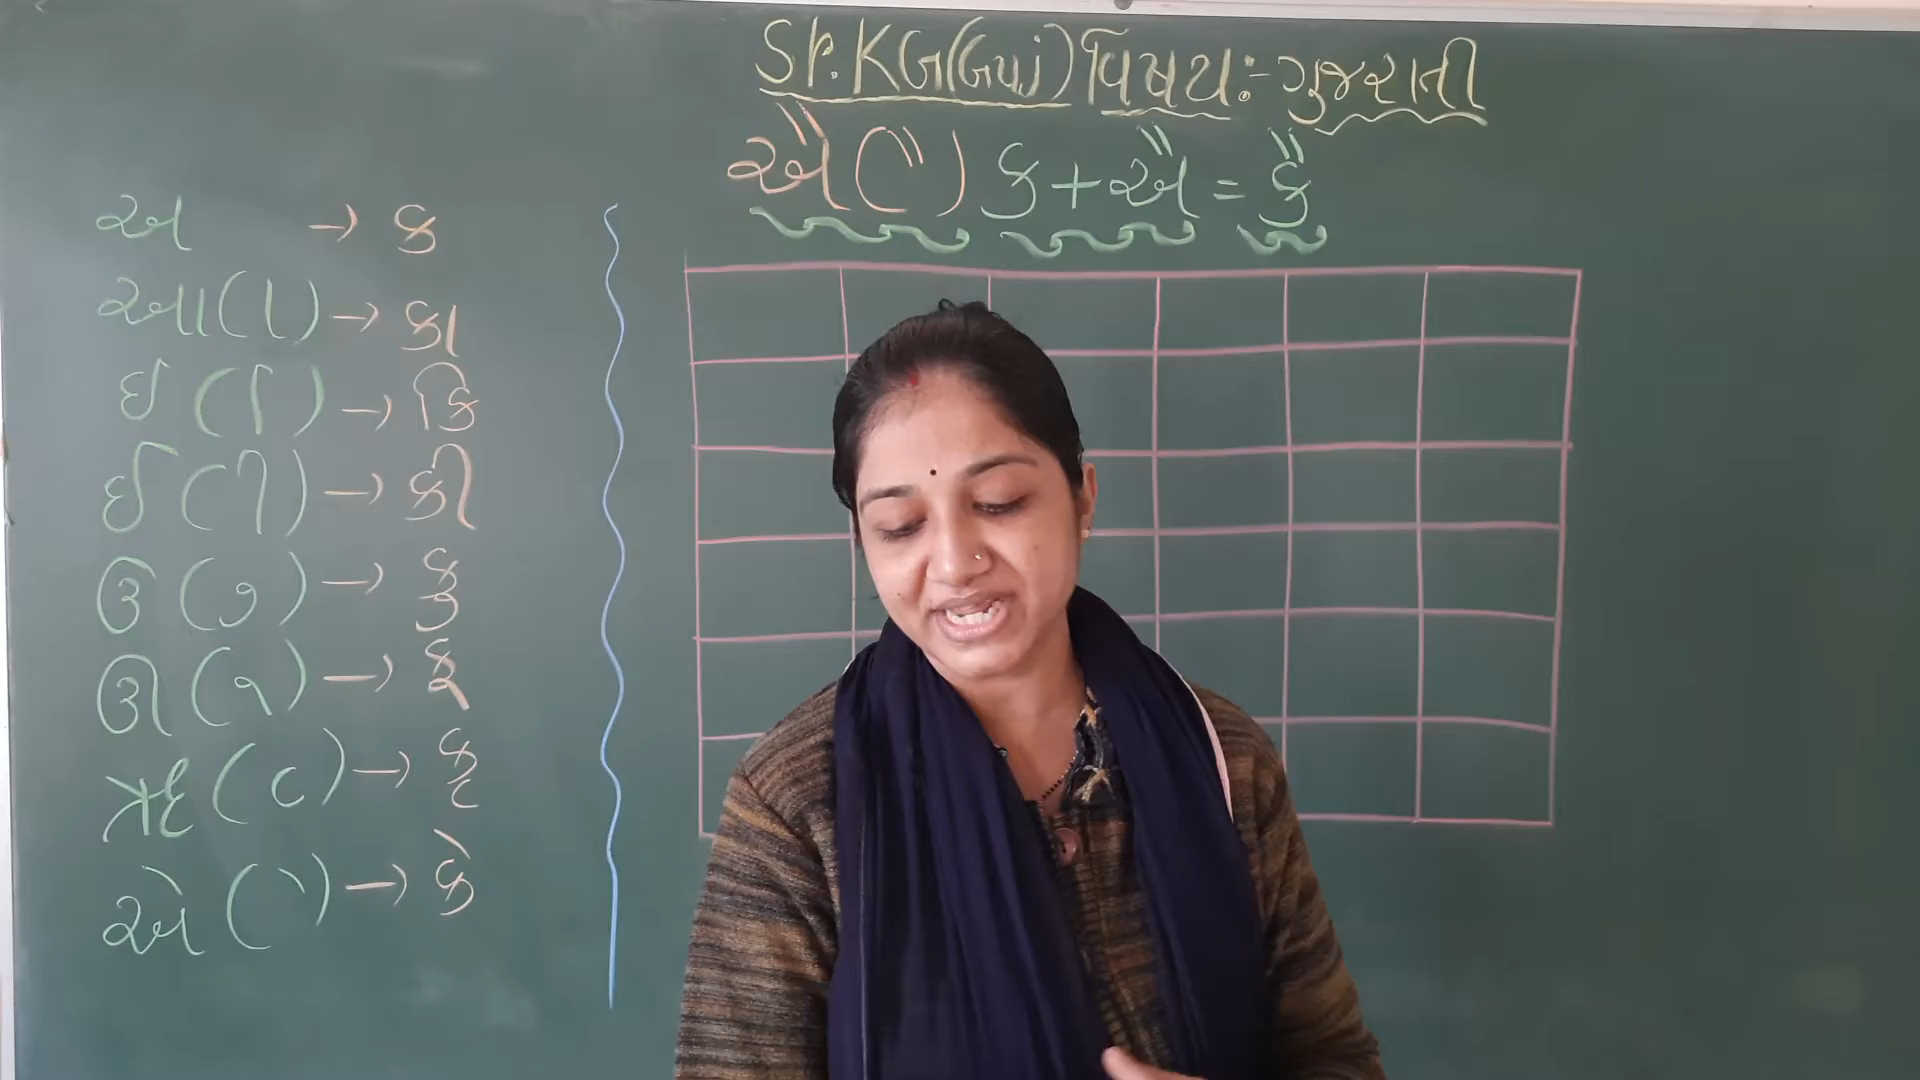 Sr.KG(Guj) વિષય:- ગુજરાતી
ઐ (ૈ) ક+ઐ = કૈ
અ → ક
આ(ા) → કા
ઇ (િ) → કિ
ઈ (ી) → કી
ઉ (ુ) → કુ
ઊ (ૂ) → કૂ
ઋ (ૃ) → કૃ
એ (ે) → કે